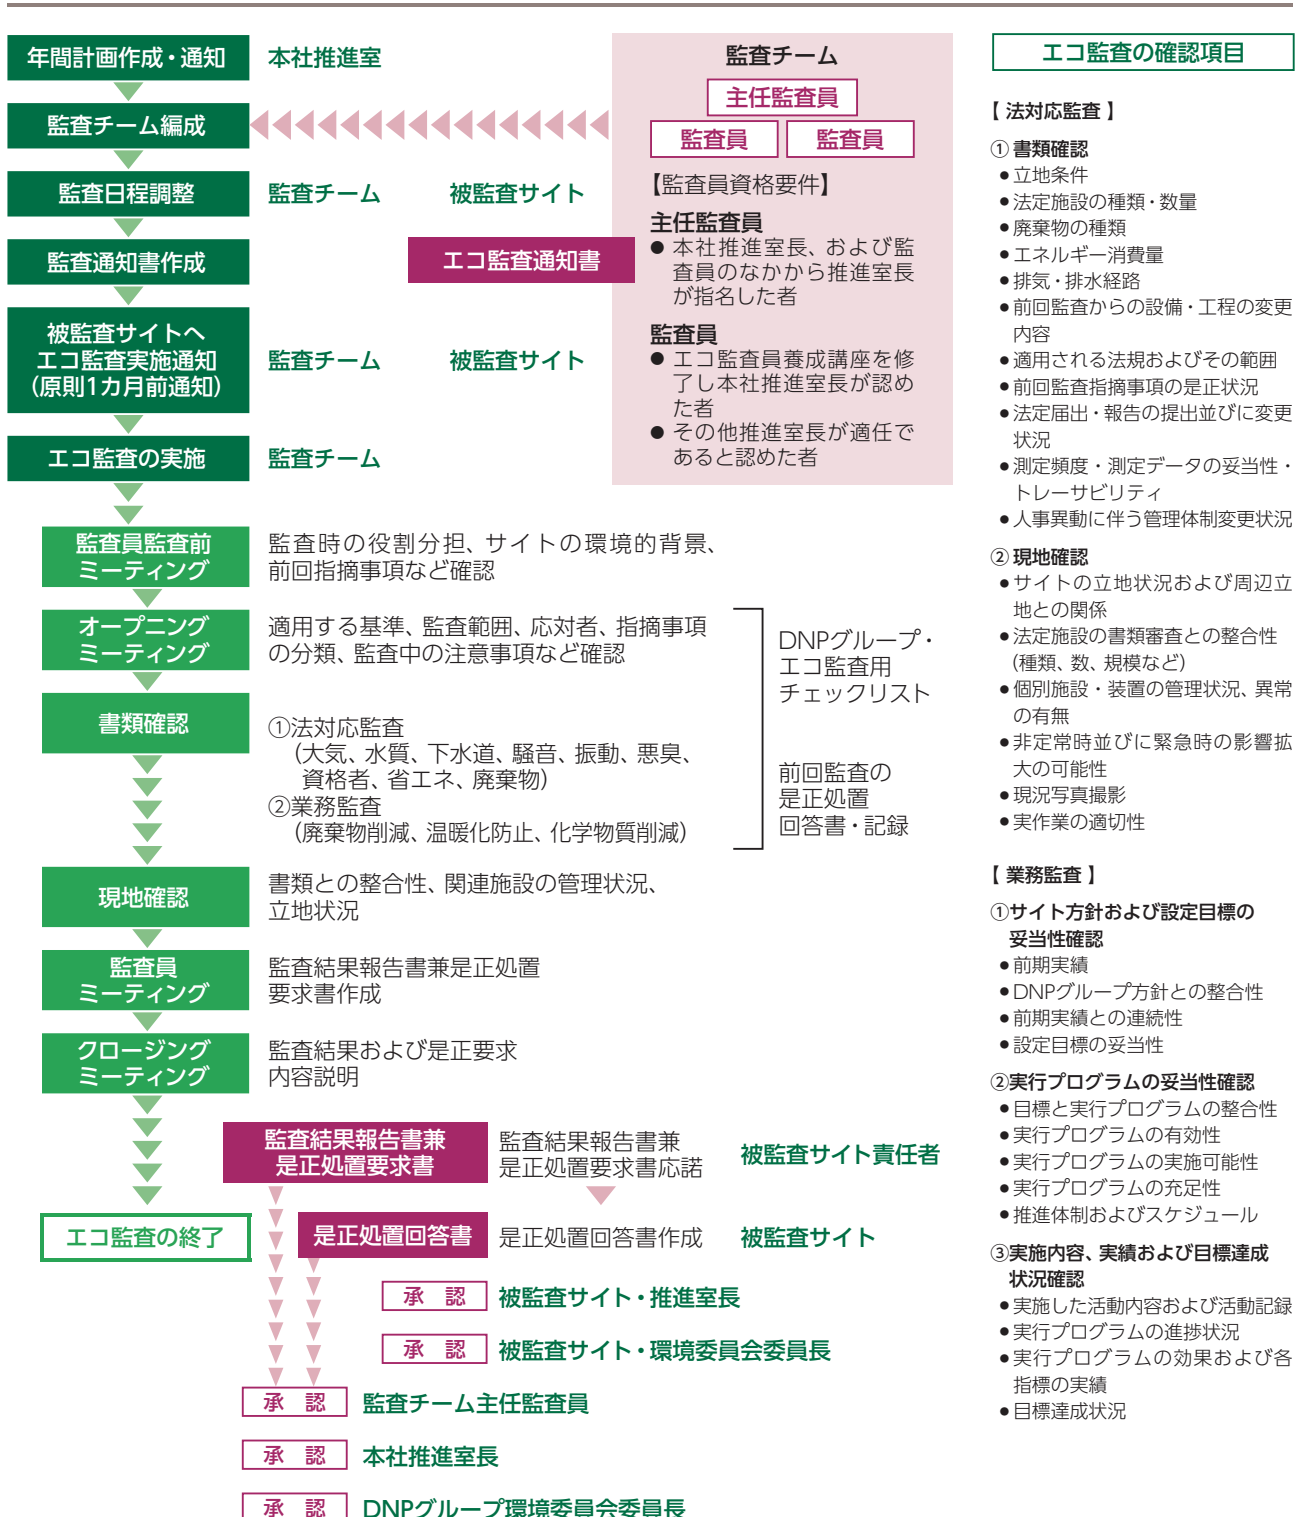 年間計画作成・通知
本社推進室
監査チーム編成
監査日程調整
監査チーム
被監査サイト
監査通知書作成
エコ監査通知書
被監査サイトへ
エコ監査実施通知
(原則1カ月前通知)
監査チーム
被監査サイト
エコ監査の実施
監査チーム
監査チーム
主任監査員
監査員
監査員
【監査員資格要件】
主任監査員
● 本社推進室長、および監
査員のなかから推進室長
が指名した者
監査員
● エコ監査員養成講座を修
了し本社推進室長が認め
た者
● その他推進室長が適任で
あると認めた者
監査員監査前
ミーティング
監査時の役割分担、サイトの環境的背景、
前回指摘事項など確認
オープニング
ミーティング
適用する基準、監査範囲、応対者、指摘事項
の分類、監査中の注意事項など確認
書類確認
①法対応監査
(大気、水質、下水道、騒音、振動、悪臭、
資格者、省エネ、廃棄物)
②業務監査
(廃棄物削減、温暖化防止、化学物質削減)
DNPグループ・
エコ監査用
チェックリスト
前回監査の
是正処置
回答書・記録
現地確認
書類との整合性、関連施設の管理状況、
立地状況
監査員
ミーティング
監査結果報告書兼是正処置
要求書作成
クロージング
ミーティング
監査結果および是正要求
内容説明
監査結果報告書兼
是正処置要求書
監査結果報告書兼
是正処置要求書応諾
被監査サイト責任者
エコ監査の終了
是正処置回答書
是正処置回答書作成
被監査サイト
承 認
被監査サイト・推進室長
承 認
被監査サイト・環境委員会委員長
承 認
監査チーム主任監査員
承 認
本社推進室長
承 認
DNPグループ環境委員会委員長
エコ監査の確認項目
【 法対応監査 】
① 書類確認
●立地条件
●法定施設の種類・数量
●廃棄物の種類
●エネルギー消費量
●排気・排水経路
●前回監査からの設備・工程の変更
内容
●適用される法規およびその範囲
●前回監査指摘事項の是正状況
●法定届出・報告の提出並びに変更
状況
●測定頻度・測定データの妥当性・
トレーサビリティ
●人事異動に伴う管理体制変更状況
② 現地確認
●サイトの立地状況および周辺立
地との関係
●法定施設の書類審査との整合性
(種類、数、規模など)
●個別施設・装置の管理状況、異常
の有無
●非定常時並びに緊急時の影響拡
大の可能性
●現況写真撮影
●実作業の適切性
【 業務監査 】
①サイト方針および設定目標の
妥当性確認
●前期実績
●DNPグループ方針との整合性
●前期実績との連続性
●設定目標の妥当性
②実行プログラムの妥当性確認
●目標と実行プログラムの整合性
●実行プログラムの有効性
●実行プログラムの実施可能性
●実行プログラムの充足性
●推進体制およびスケジュール
③実施内容、実績および目標達成
状況確認
●実施した活動内容および活動記録
●実行プログラムの進捗状況
●実行プログラムの効果および各
指標の実績
●目標達成状況